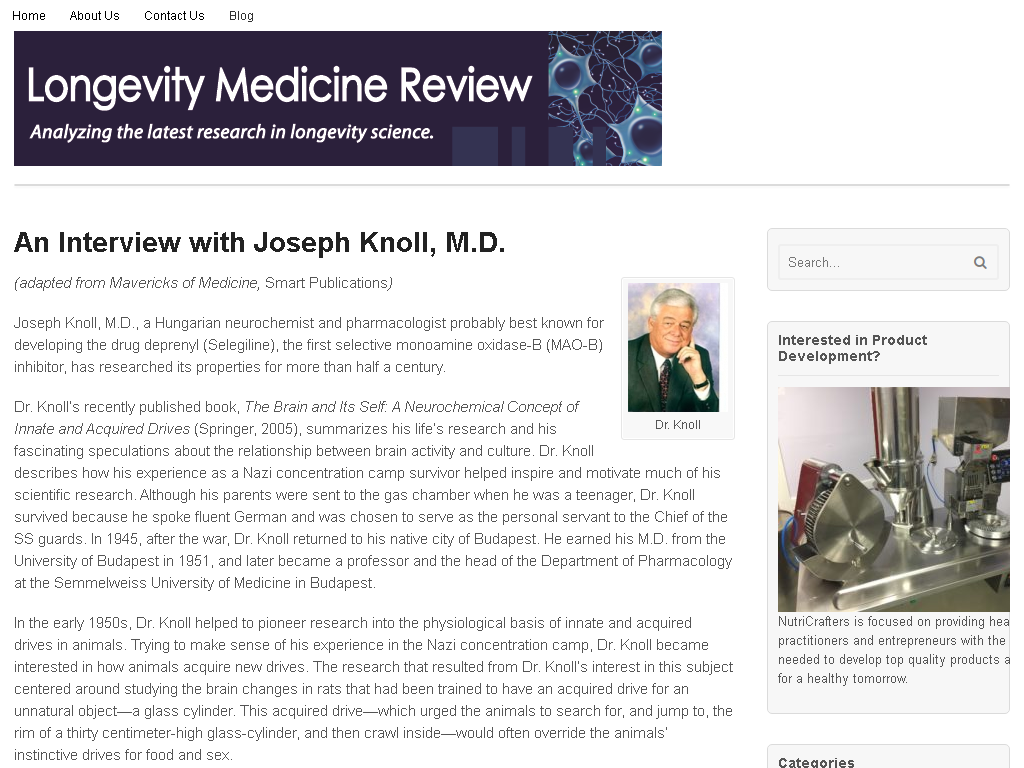 Home About Us Contact Us Blog
Longevity Medicine Review
Analyzing the latest research in longevity science.
An Interview with Joseph Knoll, M.D.
(adapted from Mavericks of Medicine, Smart Publications)
Joseph Knoll, M.D., a Hungarian neurochemist and pharmacologist probably best known for
developing the drug deprenyl (Selegiline), the first selective monoamine oxidase-B (MAO-B)
inhibitor, has researched its properties for more than half a century.
Dr. Knoll
Dr. Knoll's recently published book, The Brain and Its Self: A Neurochemical Concept of
Innate and Acquired Drives (Springer, 2005), summarizes his life's research and his
fascinating speculations about the relationship between brain activity and culture. Dr. Knoll
describes how his experience as a Nazi concentration camp survivor helped inspire and motivate much of his
scientific research. Although his parents were sent to the gas chamber when he was a teenager, Dr. Knoll
survived because he spoke fluent German and was chosen to serve as the personal servant to the Chief of the
SS guards. In 1945, after the war, Dr. Knoll returned to his native city of Budapest. He earned his M.D. from the
University of Budapest in 1951, and later became a professor and the head of the Department of Pharmacology
at the Semmelweiss University of Medicine in Budapest.
In the early 1950s, Dr. Knoll helped to pioneer research into the physiological basis of innate and acquired
drives in animals. Trying to make sense of his experience in the Nazi concentration camp, Dr. Knoll became
interested in how animals acquire new drives. The research that resulted from Dr. Knoll's interest in this subject
centered around studying the brain changes in rats that had been trained to have an acquired drive for an
unnatural object—a glass cylinder. This acquired drive—which urged the animals to search for, and jump to, the
rim of a thirty centimeter-high glass-cylinder, and then crawl inside—would often override the animals'
instinctive drives for food and sex.
Search...
Interested in Product
Development?
NutriCrafters is focused on providing hea
practitioners and entrepreneurs with the
needed to develop top quality products a
for a healthy tomorrow.
Categories